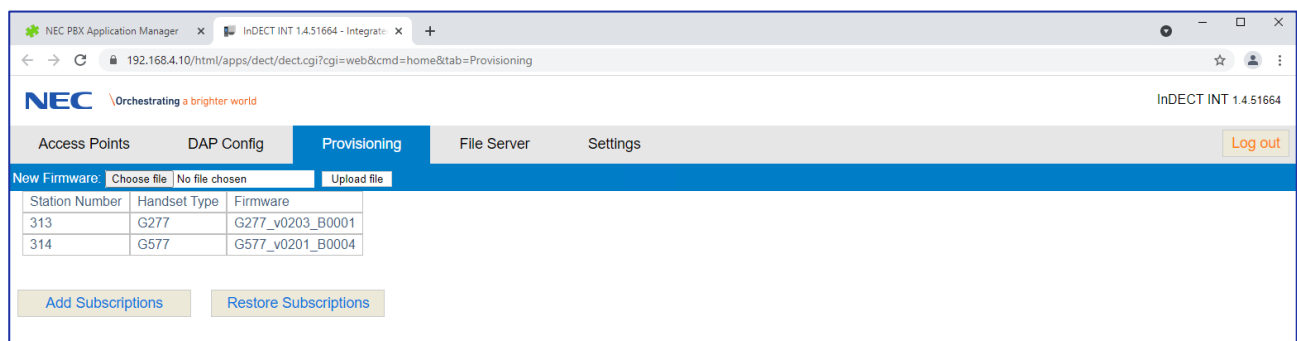 NEC PBX Application Manager InDECT INT 1.4.51664 - Integrate
192.168.4.10/html/apps/dect/dect.cgi?cgi=web&cmd=home&tab=Provisioning
NEC \Orchestrating a brighter world InDECT INT 1.4.51664
Access Points DAP Config Provisioning File Server Settings Log out
New Firmware: Choose file No file chosen Upload file
Station Number Handset Type Firmware
313 G277 G277_v0203_B0001
314 G577 G577_v0201_B0004
Add Subscriptions Restore Subscriptions